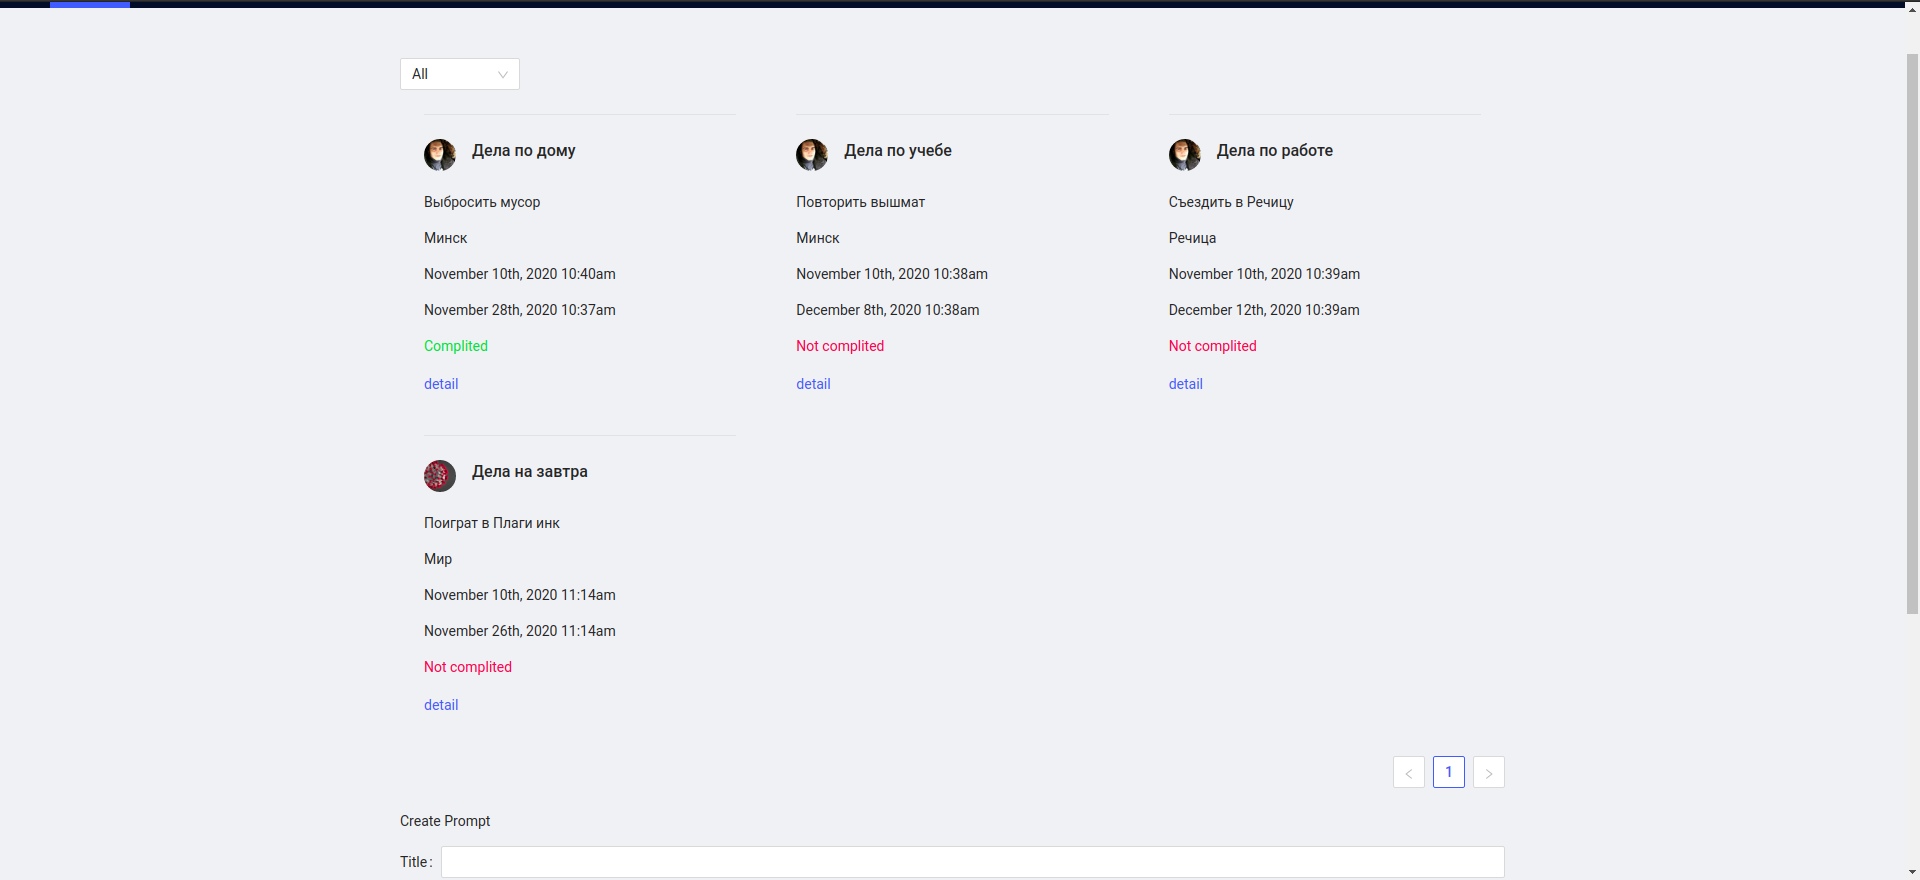 All
Дела по дому
Выбросить мусор
Минск
November 10th, 2020 10:40am
November 28th, 2020 10:37am
Complited
detail
Дела по учебе
Повторить вышмат
Минск
November 10th, 2020 10:38am
December 8th, 2020 10:38am
Not complited
detail
Дела по работе
Съездить в Речицу
Речица
November 10th, 2020 10:39am
December 12th, 2020 10:39am
Not complited
detail
Дела на завтра
Поиграт в Плаги инк
Мир
November 10th, 2020 11:14am
November 26th, 2020 11:14am
Not complited
detail
< 1 >
Create Prompt
Title: